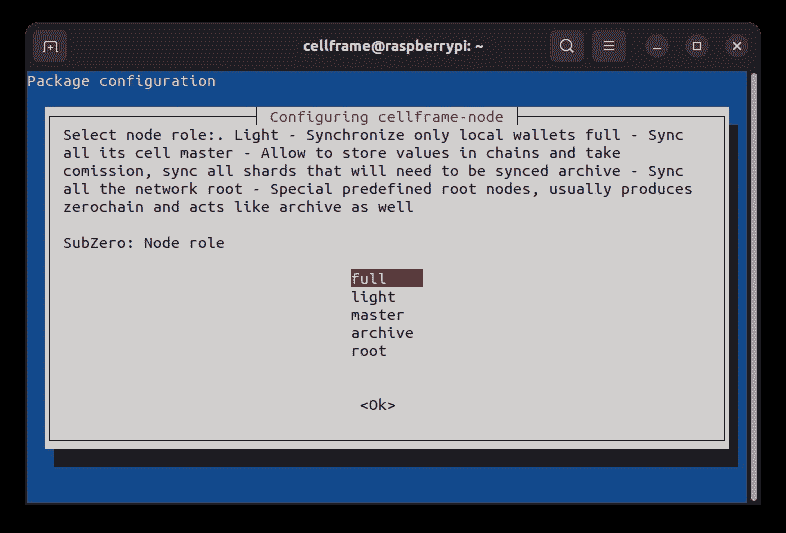 cellframe@raspberrypi: ~
Package configuration
Configuring cellframe-node
Select node role:. Light - Synchronize only local wallets full - Sync
all its cell master - Allow to store values in chains and take
comission, sync all shards that will need to be synced archive - Sync
all the network root - Special predefined root nodes, usually produces
zerochain and acts like archive as well
SubZero: Node role
full
light
master
archive
root
<Ok>